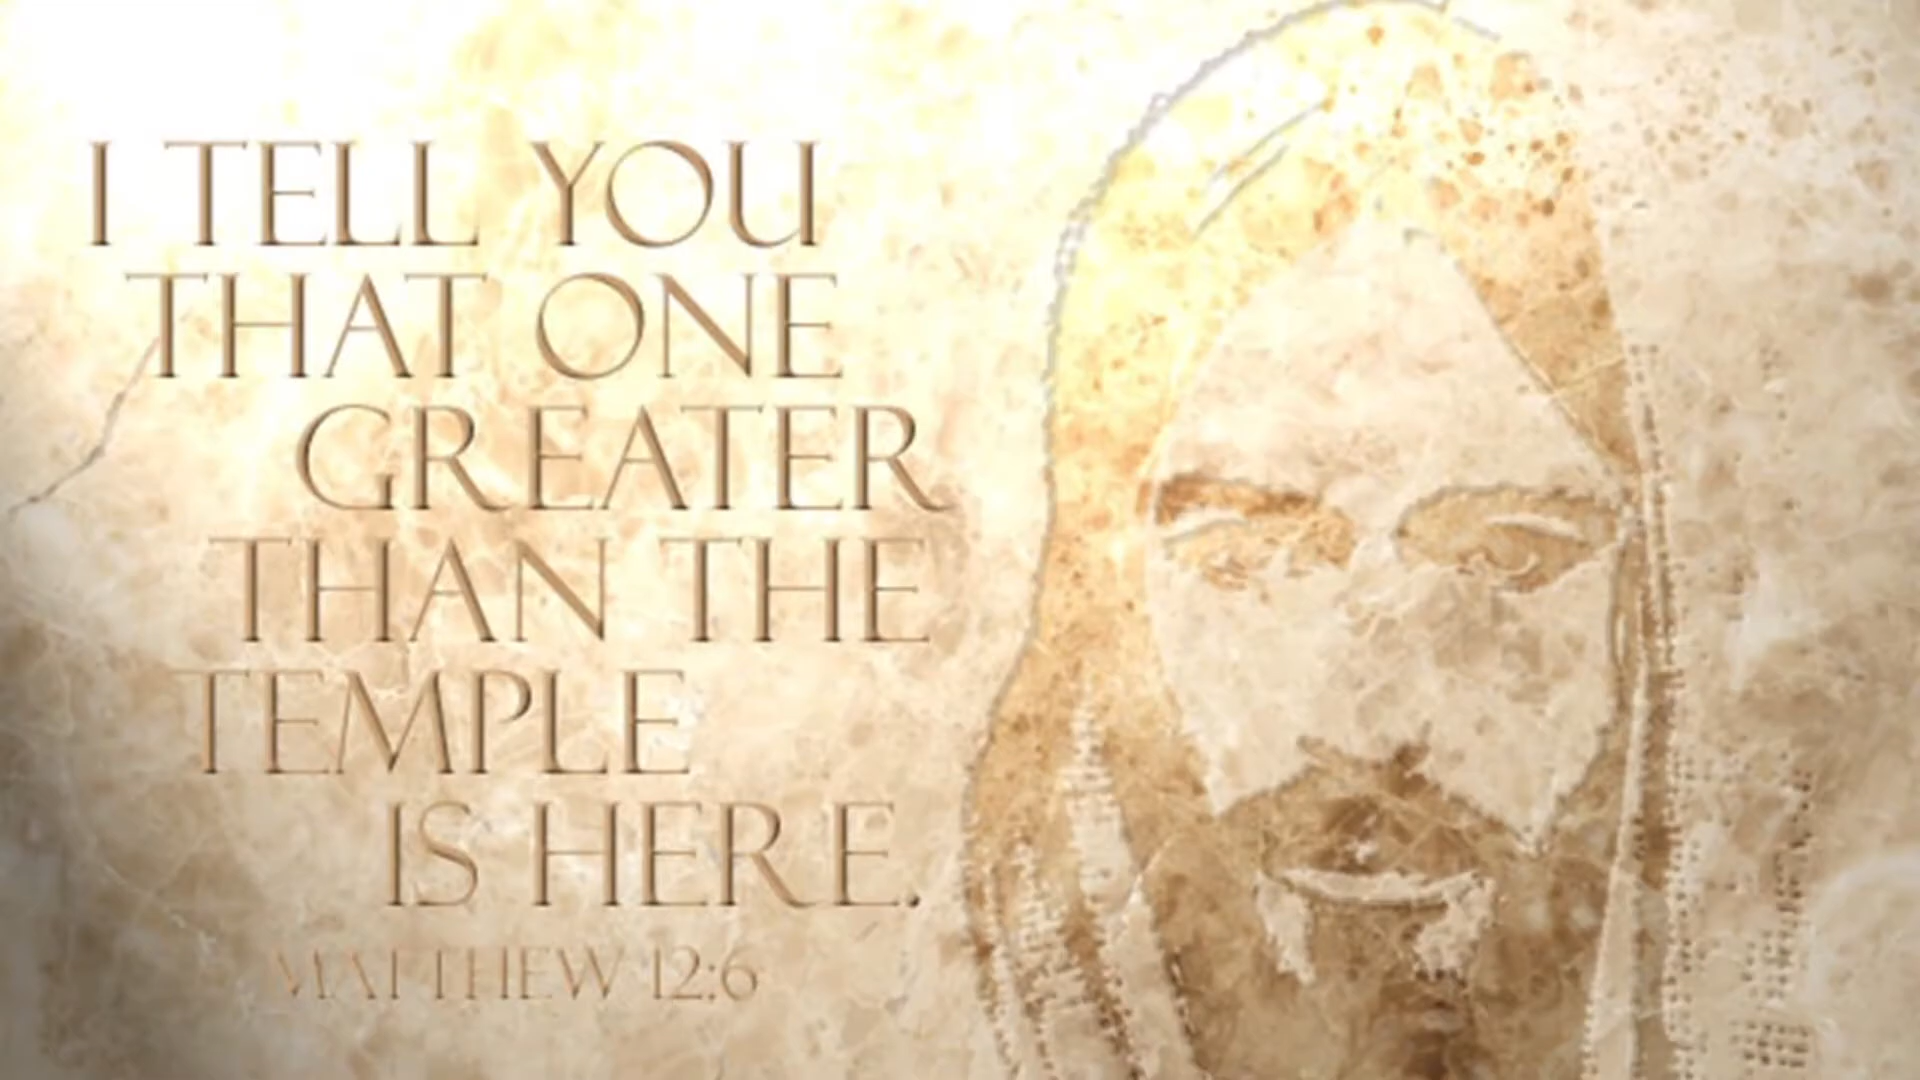 I TELL YOU
THAT ONE
GREATER
THAN THE
TEMPLE
IS HERE.
MATTHEW 12:6